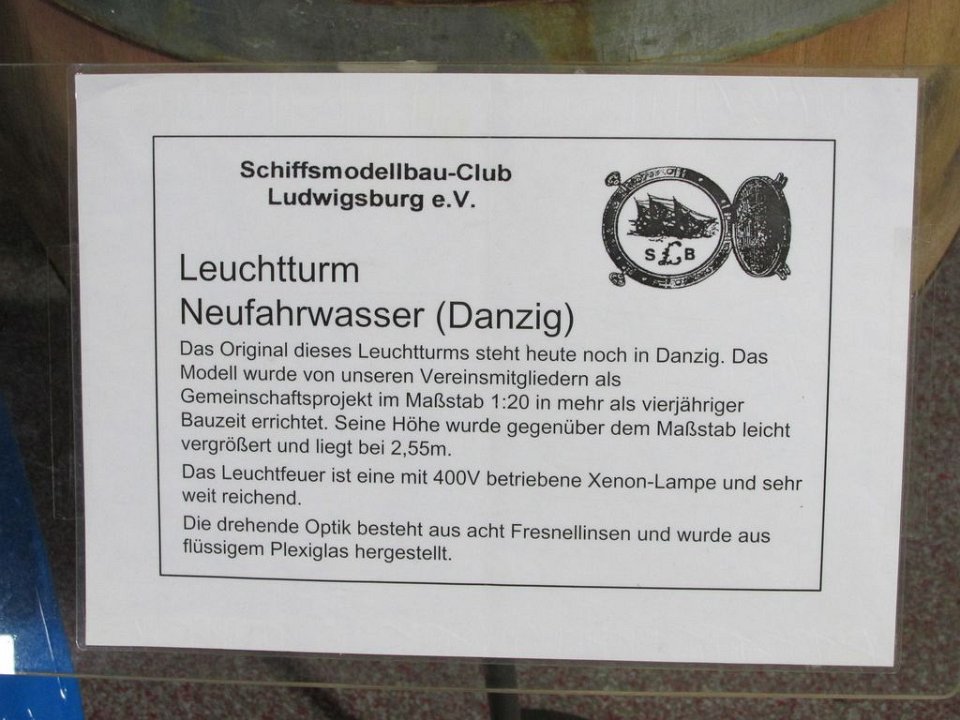 Schiffsmodellbau-Club
Ludwigsburg e.V.
S L B
Leuchtturm
Neufahrwasser (Danzig)
Das Original dieses Leuchtturms steht heute noch in Danzig. Das
Modell wurde von unseren Vereinsmitgliedern als
Gemeinschaftsprojekt im Maßstab 1:20 in mehr als vierjähriger
Bauzeit errichtet. Seine Höhe wurde gegenüber dem Maßstab leicht
vergrößert und liegt bei 2,55m.
Das Leuchtfeuer ist eine mit 400V betriebene Xenon-Lampe und sehr
weit reichend.
Die drehende Optik besteht aus acht Fresnellinsen und wurde aus
flüssigem Plexiglas hergestellt.